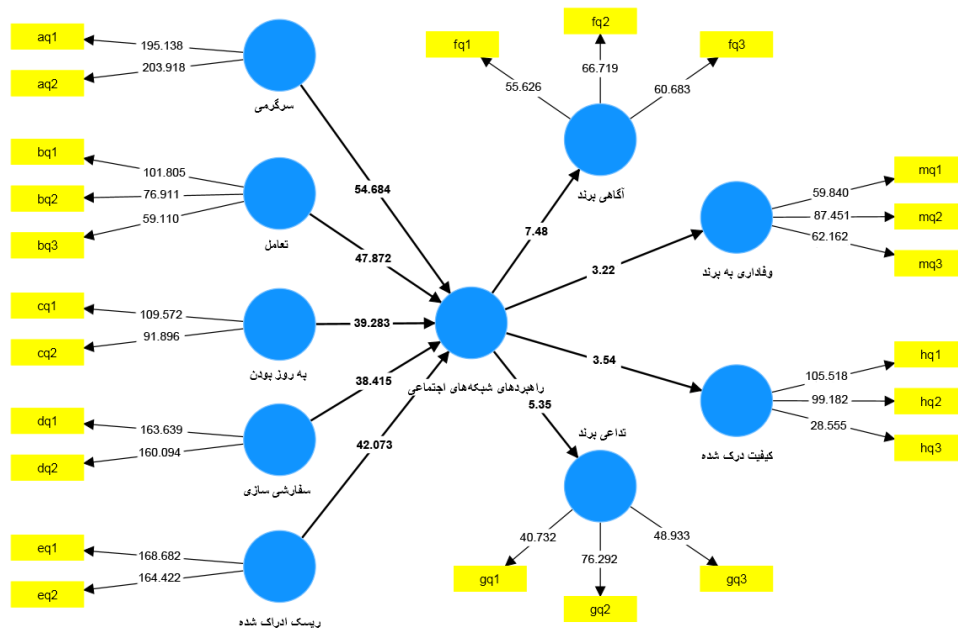 aq1
195.138
aq2
203.918
سرگرمی
bq1
101.805
bq2
76.911
bq3
59.110
تعامل
cq1
109.572
cq2
91.896
به روز بودن
dq1
163.639
dq2
160.094
سفارشی سازی
eq1
168.682
eq2
164.422
ریسک ادراک شده
54.684
47.872
39.283
38.415
42.073
راهبردهای شبکه‌های اجتماعی
7.48
3.22
3.54
5.35
fq1
fq2
fq3
55.626
66.719
60.683
آگاهی برند
mq1
59.840
mq2
87.451
mq3
62.162
وفاداری به برند
hq1
105.518
hq2
99.182
hq3
28.555
کیفیت درک شده
تداعی برند
40.732
76.292
48.933
gq1
gq2
gq3